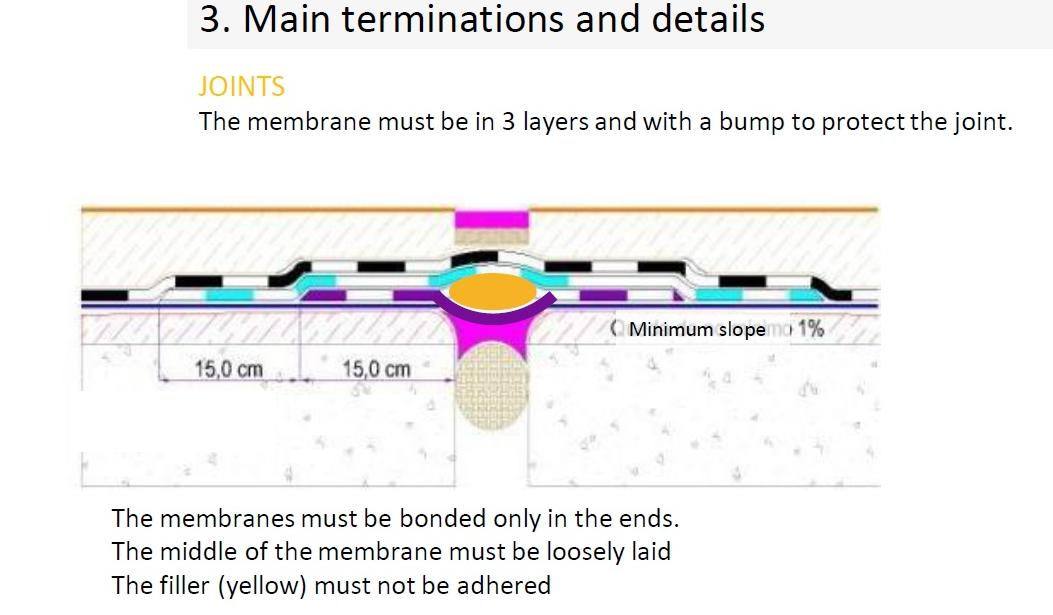 3. Main terminations and details
JOINTS
The membrane must be in 3 layers and with a bump to protect the joint.
Minimum slope 1%
15,0 cm 15,0 cm
The membranes must be bonded only in the ends.
The middle of the membrane must be loosely laid
The filler (yellow) must not be adhered